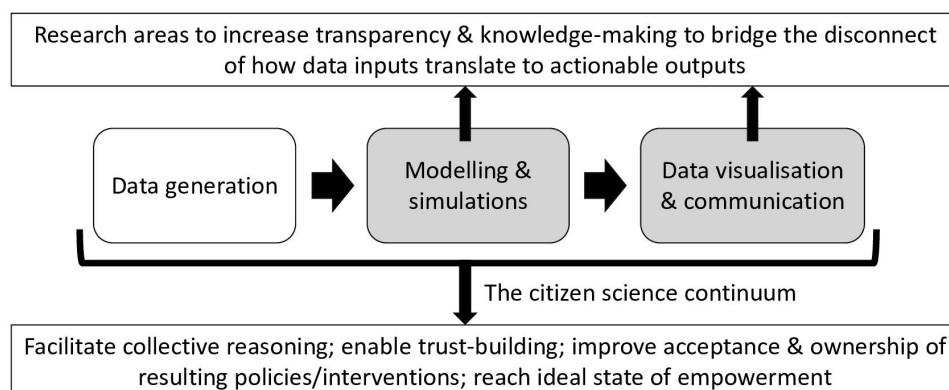 Research areas to increase transparency & knowledge-making to bridge the disconnect
of how data inputs translate to actionable outputs
Data generation
Modelling &
simulations
Data visualisation
& communication
The citizen science continuum
Facilitate collective reasoning; enable trust-building; improve acceptance & ownership of
resulting policies/interventions; reach ideal state of empowerment